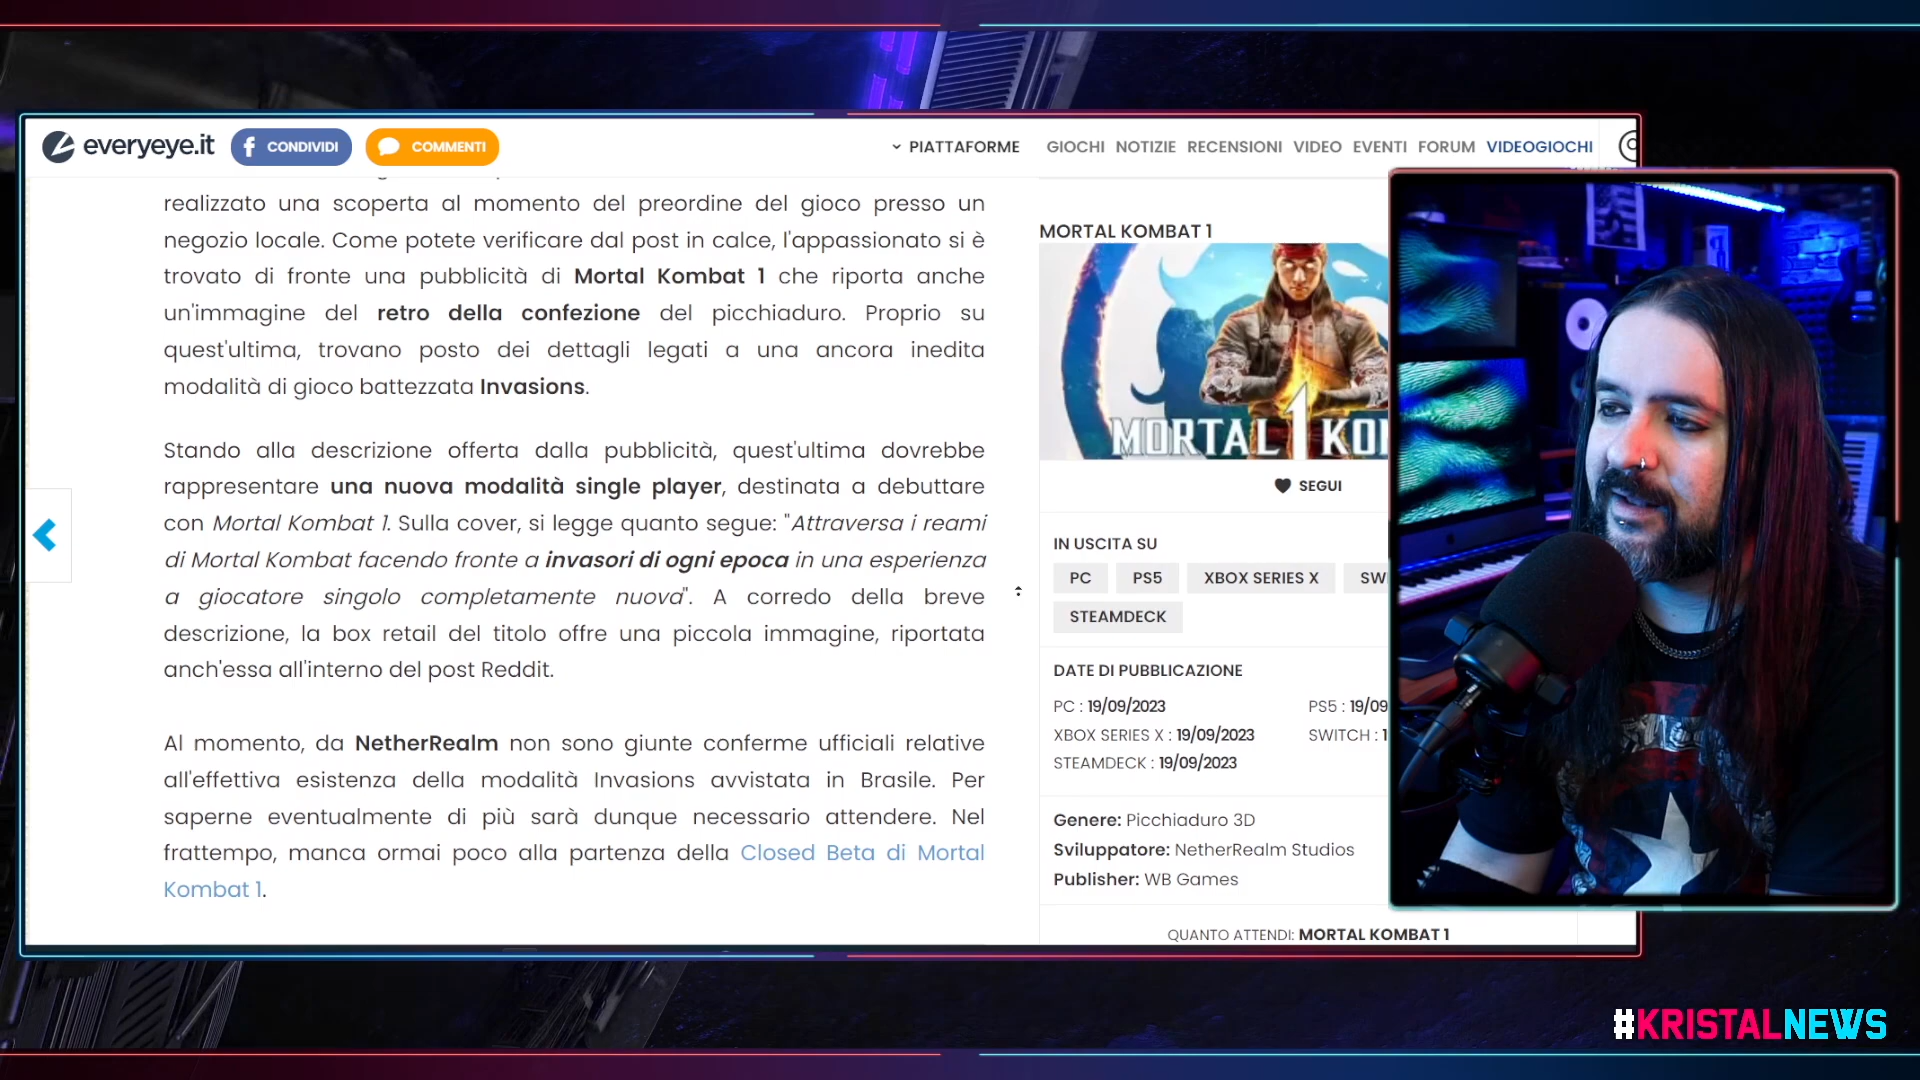 everyeye.it
CONDIVIDI
COMMENTI
PIATTAFORME
GIOCHI NOTIZIE RECENSIONI VIDEO EVENTI FORUM VIDEOGIOCHI
realizzato una scoperta al momento del preordine del gioco presso un
negozio locale. Come potete verificare dal post in calce, l'appassionato si è
trovato di fronte una pubblicità di Mortal Kombat 1 che riporta anche
un'immagine del retro della confezione del picchiaduro. Proprio su
quest'ultima, trovano posto dei dettagli legati a una ancora inedita
modalità di gioco battezzata Invasions.
Stando alla descrizione offerta dalla pubblicità, quest'ultima dovrebbe
rappresentare una nuova modalità single player, destinata a debuttare
con Mortal Kombat 1. Sulla cover, si legge quanto segue: "Attraversa i reami
di Mortal Kombat facendo fronte a invasori di ogni epoca in una esperienza
a giocatore singolo completamente nuova". A corredo della breve
descrizione, la box retail del titolo offre una piccola immagine, riportata
anch'essa all'interno del post Reddit.
Al momento, da NetherRealm non sono giunte conferme ufficiali relative
all'effettiva esistenza della modalità Invasions avvistata in Brasile. Per
saperne eventualmente di più sarà dunque necessario attendere. Nel
frattempo, manca ormai poco alla partenza della Closed Beta di Mortal
Kombat 1.
MORTAL KOMBAT 1
MORTAL 1 KO
SEGUI
IN USCITA SU
PC PS5 XBOX SERIES X SW
STEAMDECK
DATE DI PUBBLICAZIONE
PC : 19/09/2023 PS5 : 19/09
XBOX SERIES X : 19/09/2023 SWITCH : 1
STEAMDECK : 19/09/2023
Genere: Picchiaduro 3D
Sviluppatore: NetherRealm Studios
Publisher: WB Games
QUANTO ATTENDI: MORTAL KOMBAT 1
#KRISTALNEWS